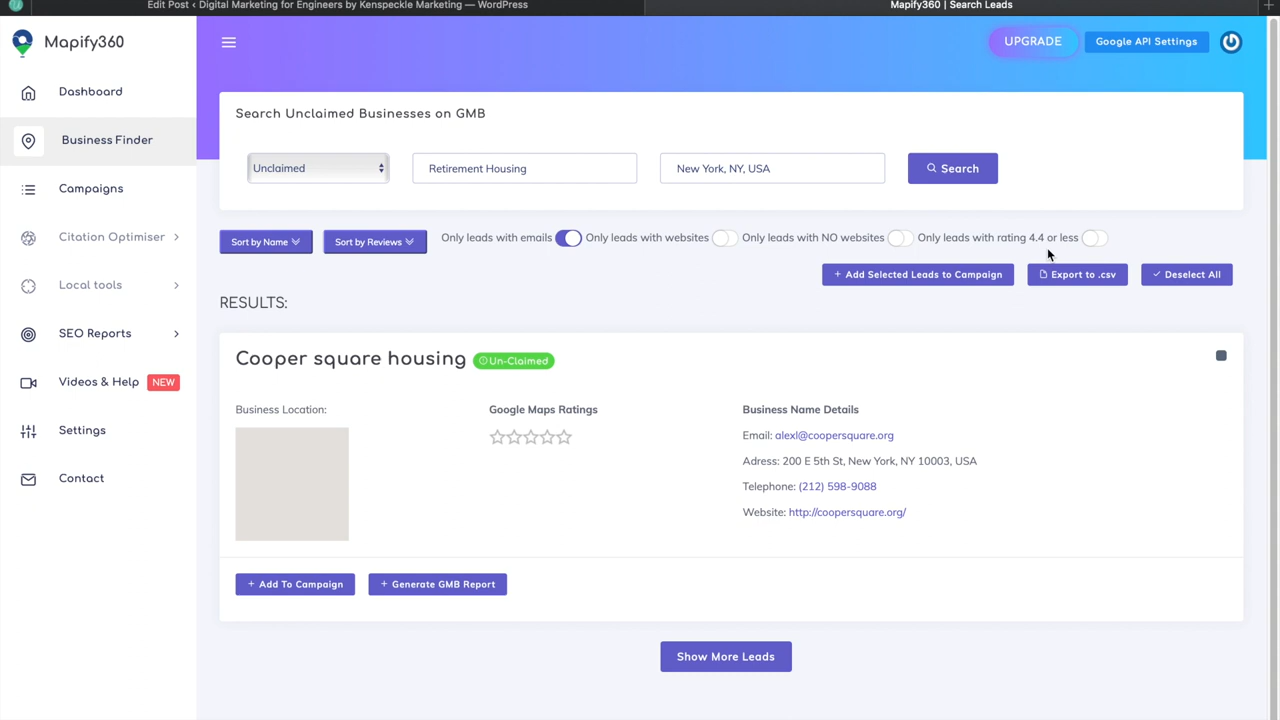 Edit Post ‹ Digital Marketing for Engineers by Kenspeckle Marketing — WordPress
Mapify360 | Search Leads
Mapify360
UPGRADE
Google API Settings
Dashboard
Business Finder
Campaigns
Citation Optimiser
Local tools
SEO Reports
Videos & Help NEW
Settings
Contact
Search Unclaimed Businesses on GMB
Unclaimed
Retirement Housing
New York, NY, USA
Search
Sort by Name
Sort by Reviews
Only leads with emails
Only leads with websites
Only leads with NO websites
Only leads with rating 4.4 or less
+ Add Selected Leads to Campaign
Export to .csv
Deselect All
RESULTS:
Cooper square housing Un-Claimed
Business Location:
Google Maps Ratings
Business Name Details
Email: alexl@coopersquare.org
Adress: 200 E 5th St, New York, NY 10003, USA
Telephone: (212) 598-9088
Website: http://coopersquare.org/
+ Add To Campaign
+ Generate GMB Report
Show More Leads